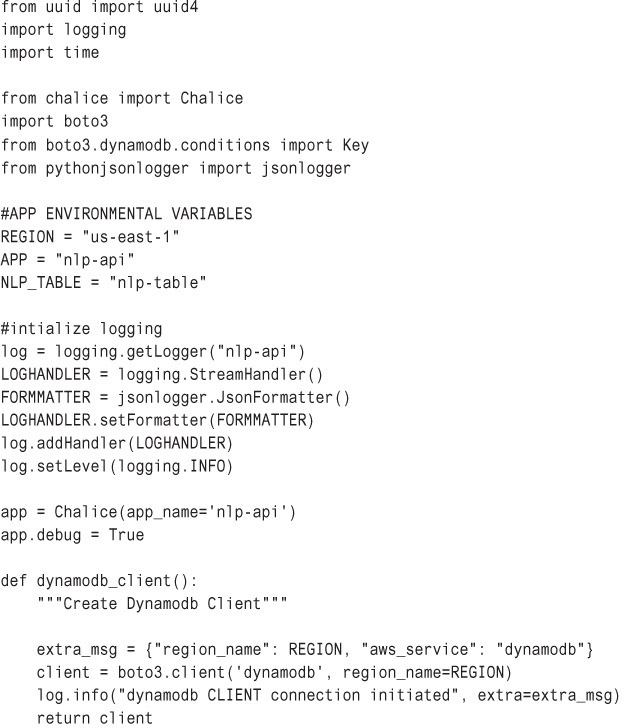 from uuid import uuid4
import logging
import time

from chalice import Chalice
import boto3
from boto3.dynamodb.conditions import Key
from pythonjsonlogger import jsonlogger

#APP ENVIRONMENTAL VARIABLES
REGION = "us-east-1"
APP = "nlp-api"
NLP_TABLE = "nlp-table"

#intialize logging
log = logging.getLogger("nlp-api")
LOGHANDLER = logging.StreamHandler()
FORMMATTER = jsonlogger.JsonFormatter()
LOGHANDLER.setFormatter(FORMMATTER)
log.addHandler(LOGHANDLER)
log.setLevel(logging.INFO)

app = Chalice(app_name='nlp-api')
app.debug = True

def dynamodb_client():
    """Create Dynamodb Client"""

    extra_msg = {"region_name": REGION, "aws_service": "dynamodb"}
    client = boto3.client('dynamodb', region_name=REGION)
    log.info("dynamodb CLIENT connection initiated", extra=extra_msg)
    return client